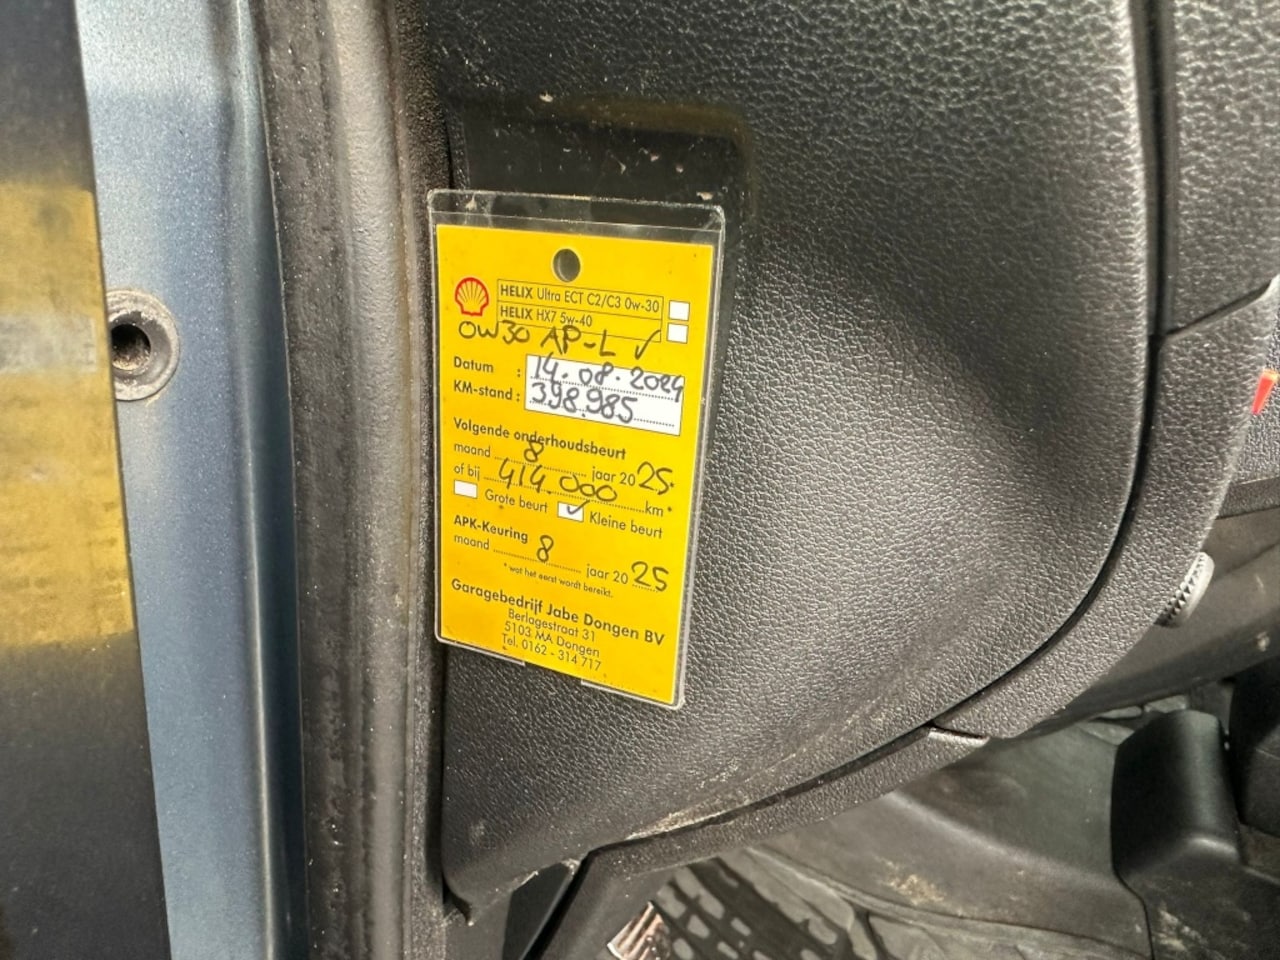 HELIX Ultra ECT C2/C3 0w-30
HELIX HX7 5w-40
0W30 AP-L ✓
Datum : 14.08.2024
KM-stand : 398.985
Volgende onderhoudsbeurt
maand 8 jaar 2025
of bij 414.000 km*
Grote beurt ✓ Kleine beurt
APK-Keuring
maand 8 jaar 2025
* wat het eerst wordt bereikt.
Garagebedrijf Jabe Dongen BV
Berlagestraat 31
5103 MA Dongen
Tel. 0162 - 314 717